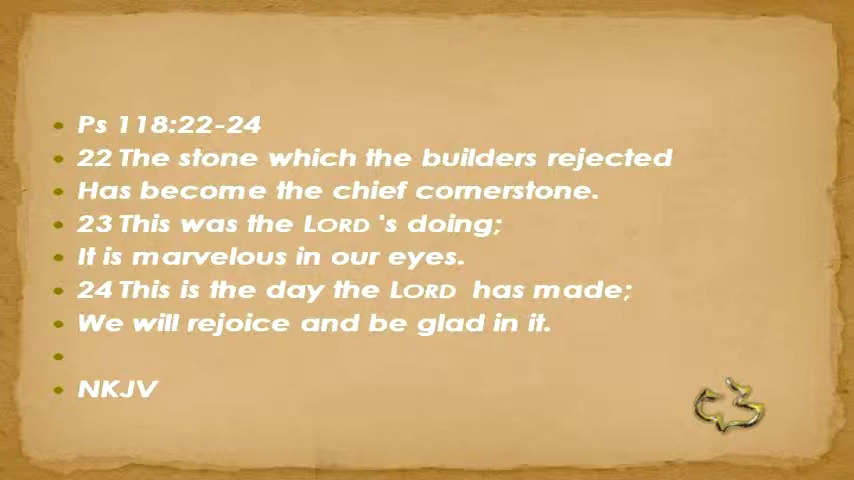 Ps 118:22-24
22 The stone which the builders rejected
Has become the chief cornerstone.
23 This was the LORD 's doing;
It is marvelous in our eyes.
24 This is the day the LORD has made;
We will rejoice and be glad in it.
NKJV